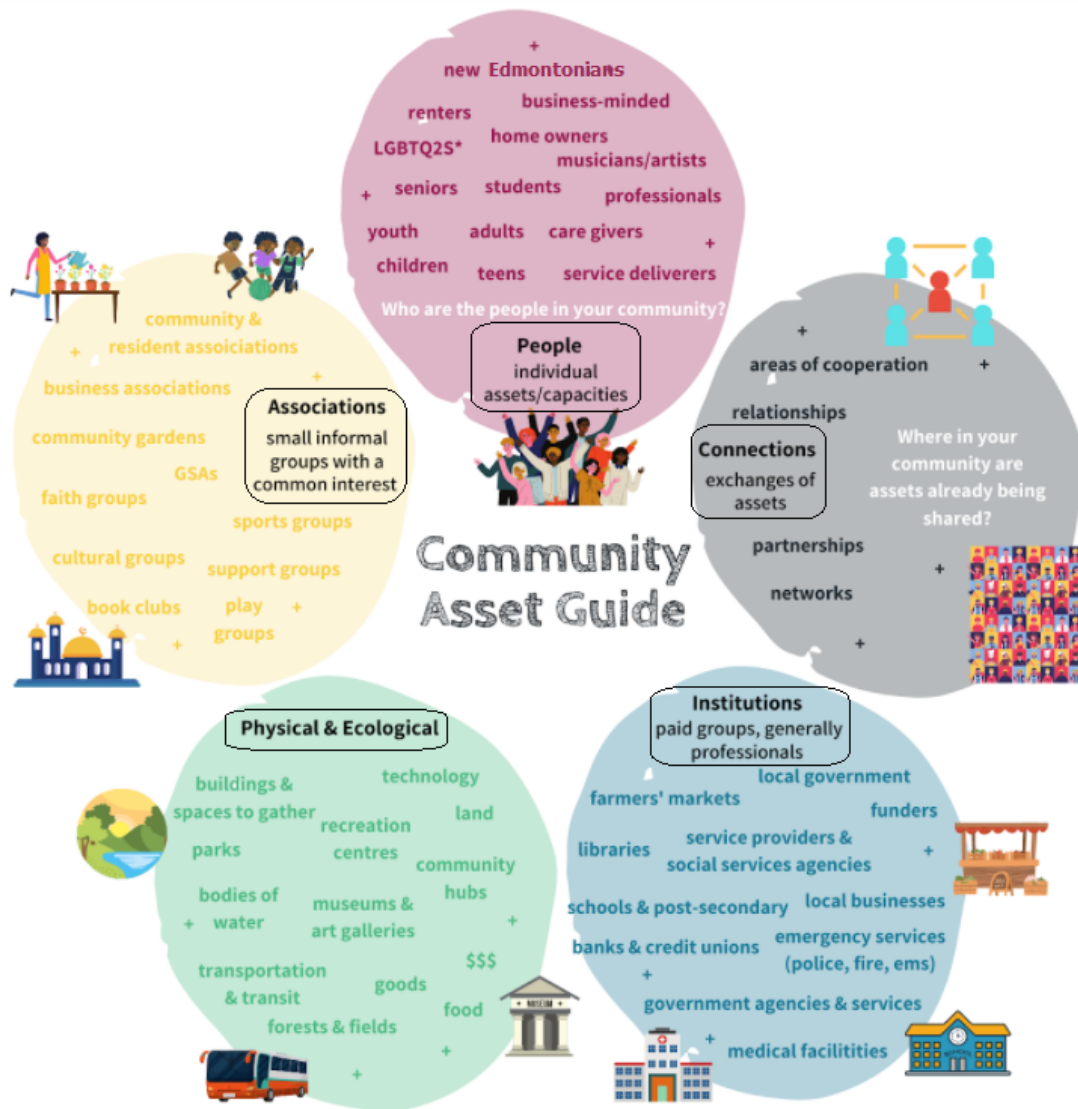 +
new Edmontonians
business-minded
renters
home owners
LGBTQ2S*
musicians/artists
+ seniors students
professionals
youth adults care givers
+
children teens service deliverers
Who are the people in your community?
People
individual
assets/capacities
community &
resident assoiciations
+
+
business associations
Associations
small informal
groups with a
common interest
community gardens
GSAs
faith groups
sports groups
cultural groups
support groups
book clubs
play
groups
+
+
+
areas of cooperation +
relationships
Connections
exchanges of
assets
Where in your
community are
assets already being
shared?
partnerships
+
networks
+
Community
Asset Guide
Physical & Ecological
technology
buildings &
spaces to gather
land
recreation
centres
parks
community
hubs
bodies of
water
+
museums &
art galleries
+
$$$
transportation
& transit
goods
food
forests & fields
MUSEUM
+
+
Institutions
paid groups, generally
professionals
local government
farmers' markets
funders
service providers &
social services agencies
libraries
+
local businesses
schools & post-secondary
emergency services
(police, fire, ems)
banks & credit unions
+
government agencies & services
+
medical facilitities